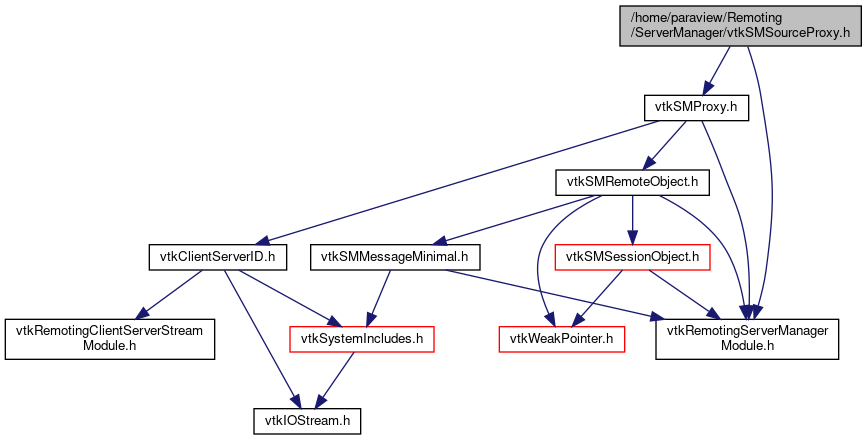 /home/paraview/Remoting
/ServerManager/vtkSMSourceProxy.h
vtkSMProxy.h
vtkSMRemoteObject.h
vtkClientServerID.h
vtkSMMessageMinimal.h
vtkSMSessionObject.h
vtkRemotingClientServerStream
Module.h
vtkSystemIncludes.h
vtkWeakPointer.h
vtkRemotingServerManager
Module.h
vtkIOStream.h